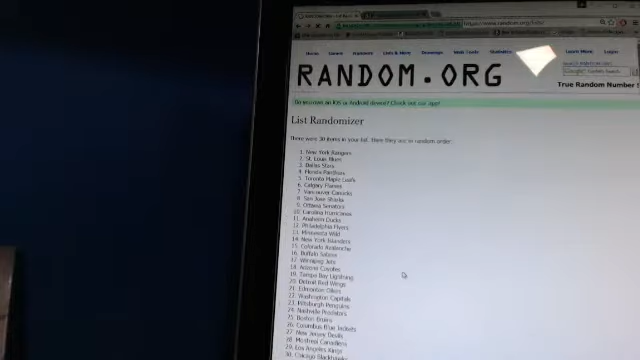 Home Games Numbers Lists & More Drawings Web Tools Statistics Learn More Login
RANDOM.ORG
True Random Number
Do you own an iOS or Android device? Check out our app!
List Randomizer
There were 30 items in your list. Here they are in random order:
1. New York Rangers
2. St. Louis Blues
3. Dallas Stars
4. Florida Panthers
5. Toronto Maple Leafs
6. Calgary Flames
7. Vancouver Canucks
8. San Jose Sharks
9. Ottawa Senators
10. Carolina Hurricanes
11. Anaheim Ducks
12. Philadelphia Flyers
13. Minnesota Wild
14. New York Islanders
15. Colorado Avalanche
16. Buffalo Sabres
17. Winnipeg Jets
18. Arizona Coyotes
19. Tampa Bay Lightning
20. Detroit Red Wings
21. Edmonton Oilers
22. Washington Capitals
23. Pittsburgh Penguins
24. Nashville Predators
25. Boston Bruins
26. Columbus Blue Jackets
27. New Jersey Devils
28. Montreal Canadiens
29. Los Angeles Kings
30. Chicago Blackhawks